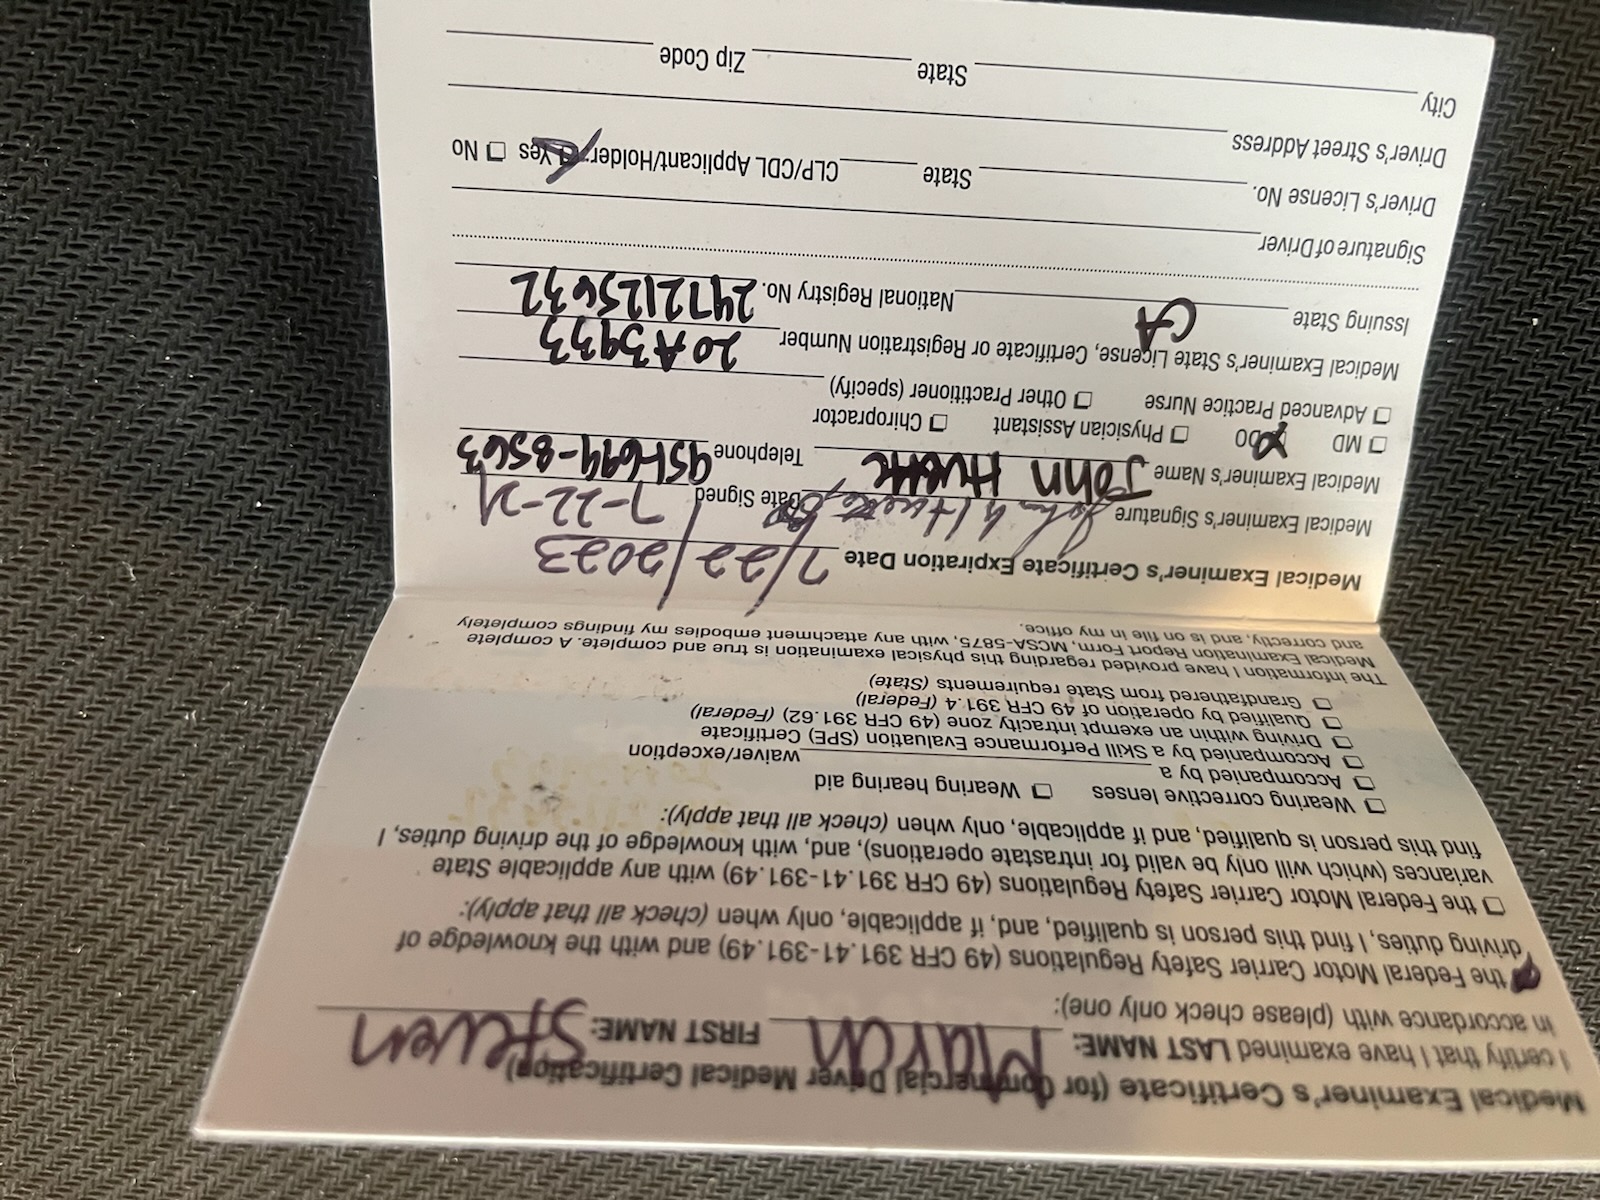 Medical Examiner's Certificate (for Commercial Driver Medical Certification)
I certify that I have examined LAST NAME: March FIRST NAME: Steven
in accordance with (please check only one):
the Federal Motor Carrier Safety Regulations (49 CFR 391.41-391.49) and with the knowledge of
driving duties, I find this person is qualified, and, if applicable, only when (check all that apply):
☐ the Federal Motor Carrier Safety Regulations (49 CFR 391.41-391.49) with any applicable State
variances (which will only be valid for intrastate operations), and, with knowledge of the driving duties, I
find this person is qualified, and if applicable, only when (check all that apply):
☐ Wearing corrective lenses ☐ Wearing hearing aid
☐ Accompanied by a waiver/exception
☐ Accompanied by a Skill Performance Evaluation (SPE) Certificate
☐ Driving within an exempt intracity zone (49 CFR 391.62) (Federal)
☐ Qualified by operation of 49 CFR 391.4 (Federal)
☐ Grandfathered from State requirements (State)
The information I have provided regarding this physical examination is true and complete. A complete
Medical Examination Report Form, MCSA-5875, with any attachment embodies my findings completely
and correctly, and is on file in my office.
Medical Examiner's Certificate Expiration Date 7/22/2023
Medical Examiner's Signature Date Signed 7-22-21
Medical Examiner's Name John Telephone 951-694-8563
☐ MD DO ☐ Physician Assistant ☐ Chiropractor
☐ Advanced Practice Nurse ☐ Other Practitioner (specify)
Medical Examiner's State License, Certificate or Registration Number 20A3933
Issuing State CA National Registry No. 2472125632
Signature of Driver
Driver's License No. State CLP/CDL Applicant/Holder: Yes ☐ No
Driver's Street Address
City State Zip Code